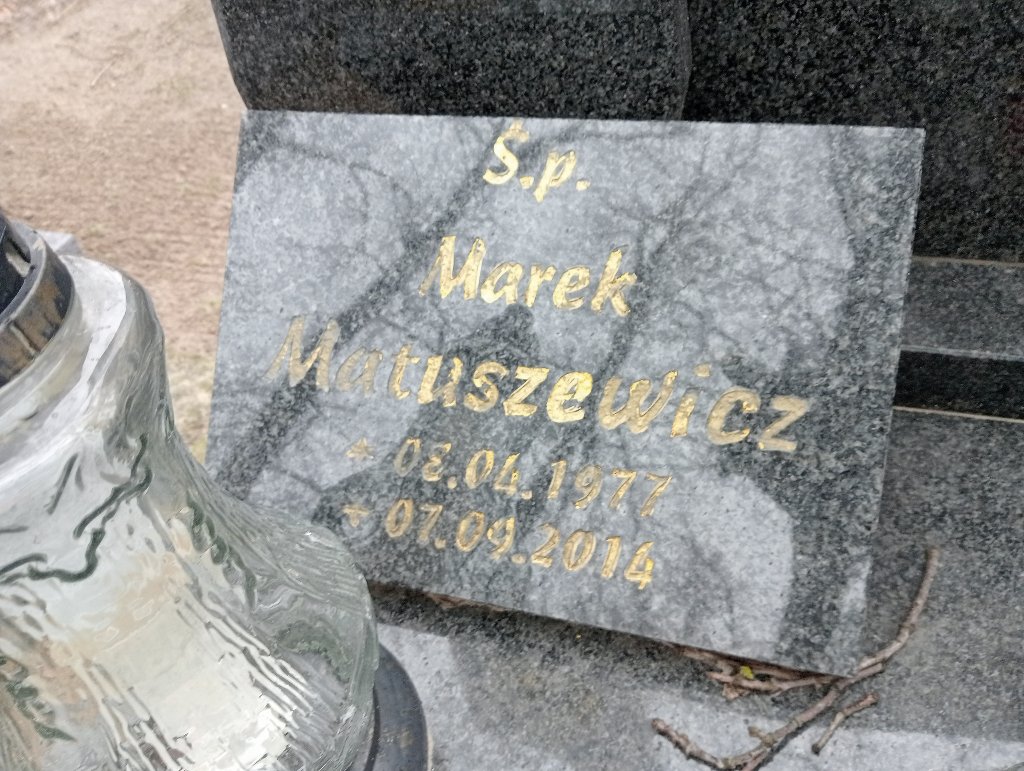 Ś.p.
Marek
Matuszewicz
* 08.04.1977
+ 07.09.2014